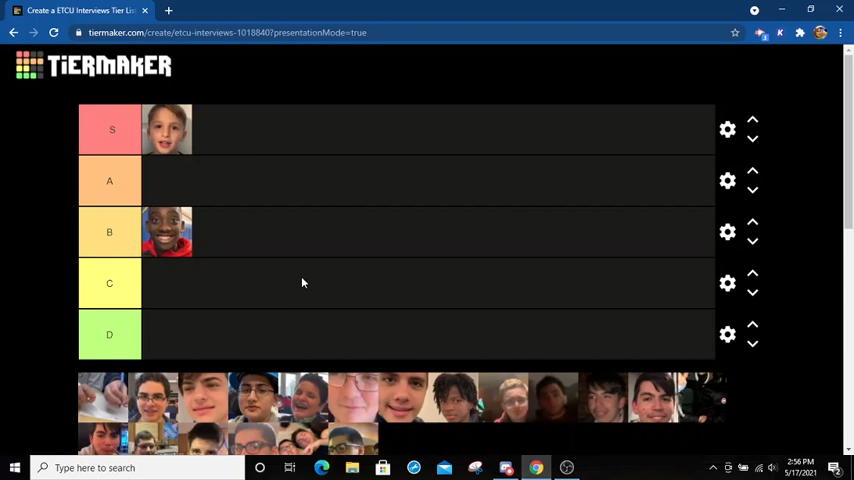 Create a ETCU Interviews Tier Lis
tiermaker.com/create/etcu-interviews-1018840?presentationMode=true
TIERMAKER
S
A
B
C
D
Type here to search
2:56 PM
5/17/2021